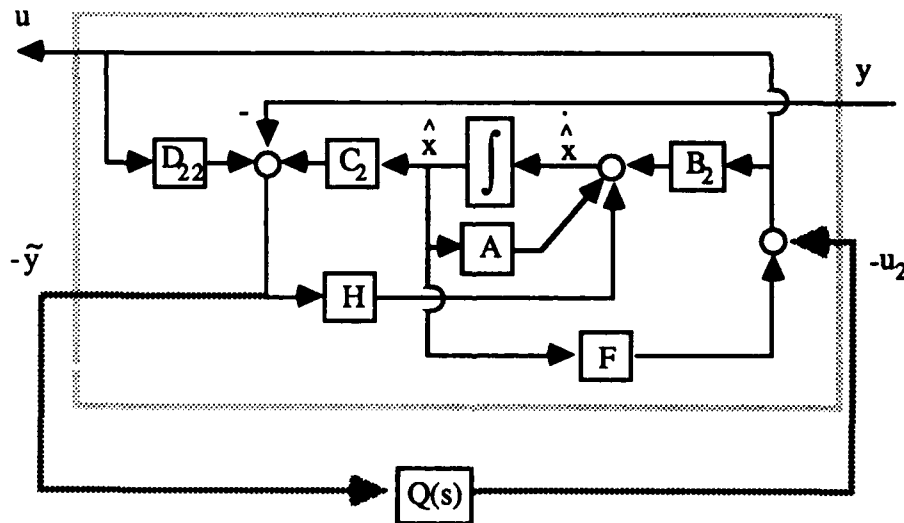 u
y
-
x̂
ẋ̂
D₂₂
C₂
∫
B₂
A
-ỹ
-u₂
H
F
Q(s)